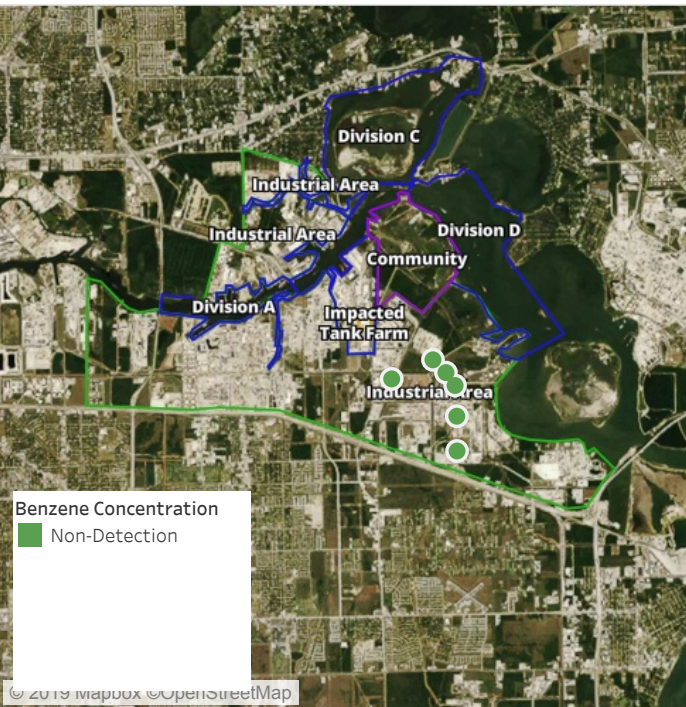 Division C
Industrial Area
Division D
Industrial Area
Community
Division A
Impacted
Tank Farm
Industrial Area
Benzene Concentration
Non-Detection
© 2019 Mapbox ©OpenStreetMap